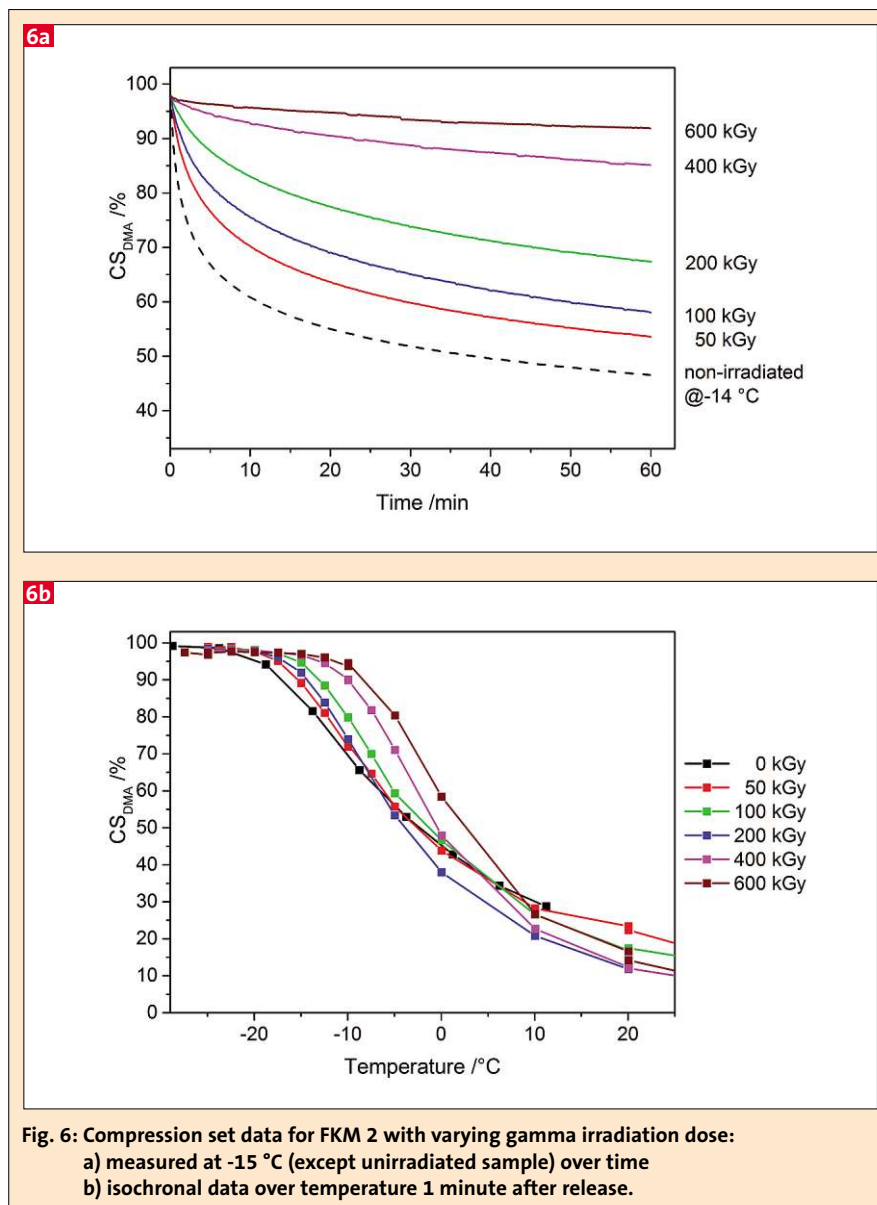 6a
100
90
80
70
60
50
40
CS_DMA /%
0 10 20 30 40 50 60
Time /min
600 kGy
400 kGy
200 kGy
100 kGy
50 kGy
non-irradiated
@-14 °C
6b
100
90
80
70
60
50
40
30
20
10
0
CS_DMA /%
-20 -10 0 10 20
Temperature /°C
0 kGy
50 kGy
100 kGy
200 kGy
400 kGy
600 kGy
Fig. 6: Compression set data for FKM 2 with varying gamma irradiation dose:
a) measured at -15 °C (except unirradiated sample) over time
b) isochronal data over temperature 1 minute after release.